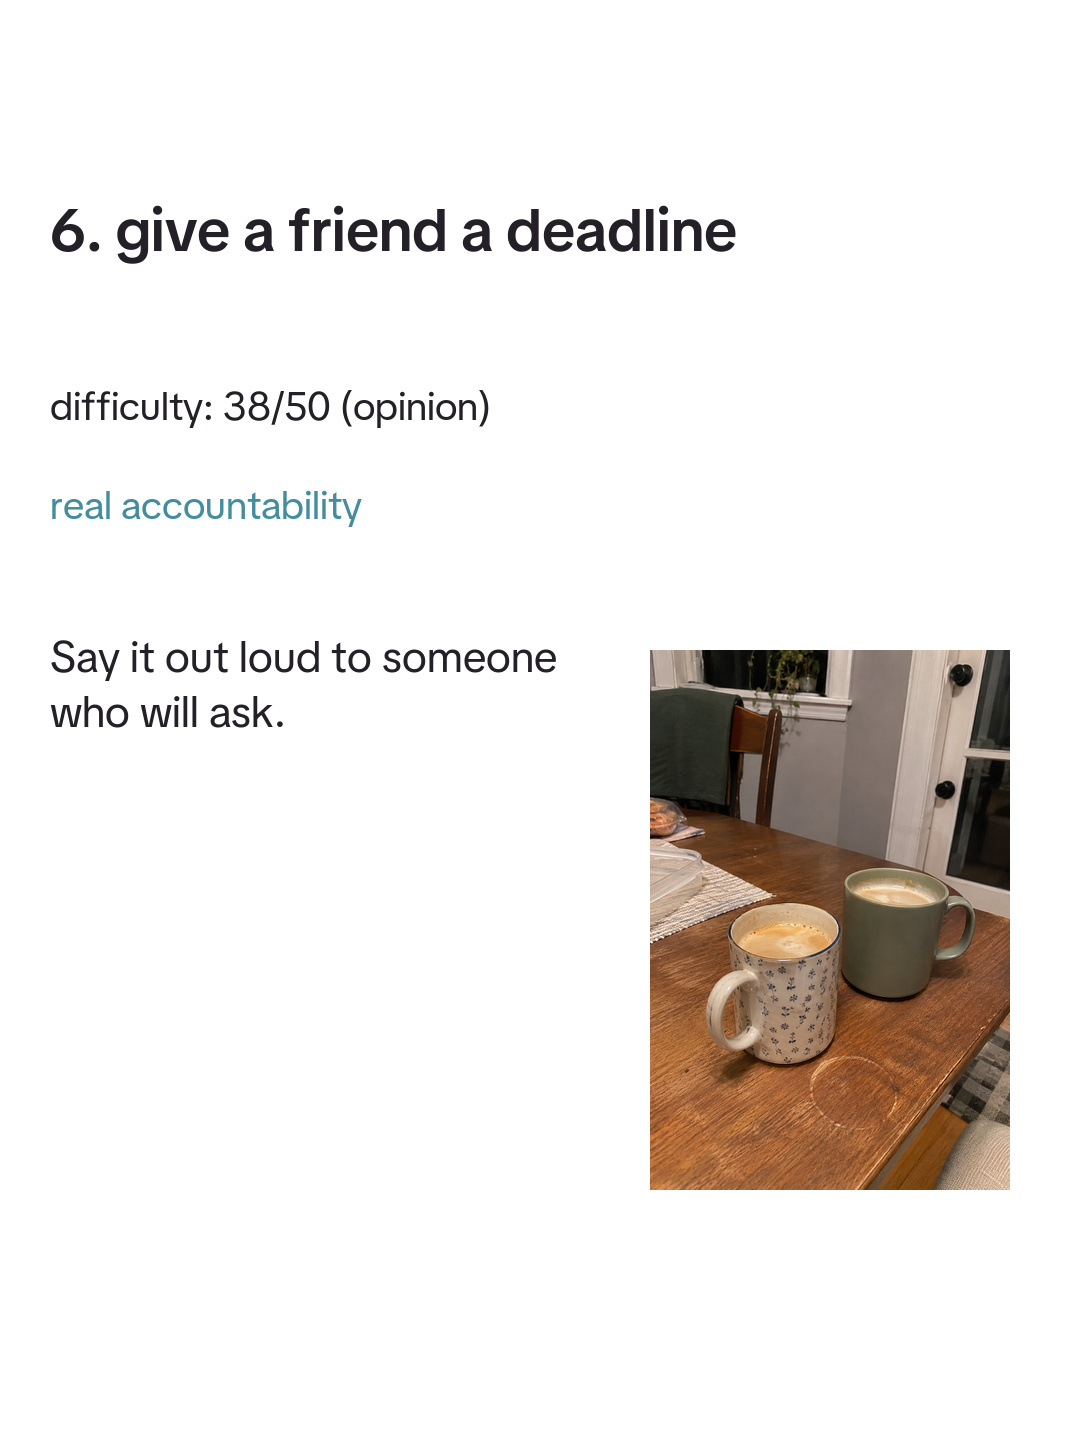 6. give a friend a deadline
difficulty: 38/50 (opinion)
real accountability
Say it out loud to someone
who will ask.